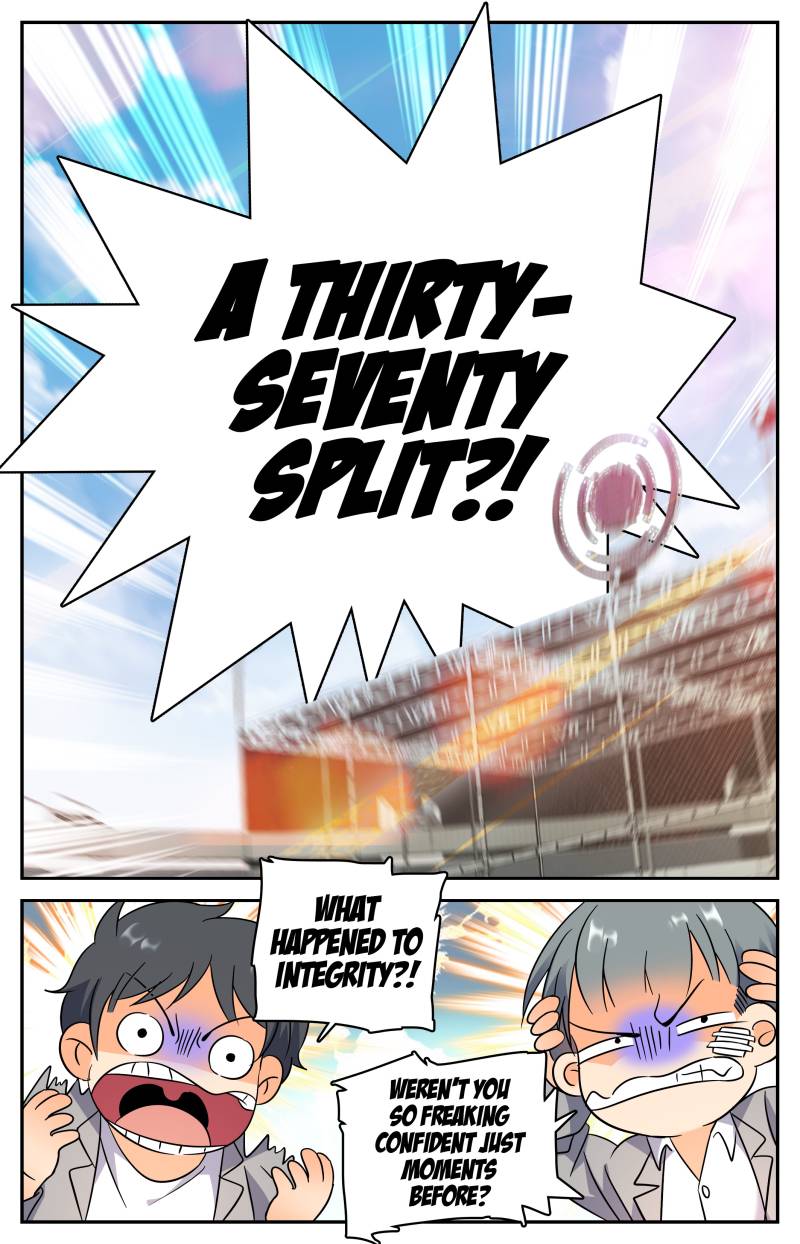 A THIRTY-
SEVENTY
SPLIT?!
WHAT
HAPPENED TO
INTEGRITY?!
WEREN'T YOU
SO FREAKING
CONFIDENT JUST
MOMENTS
BEFORE?